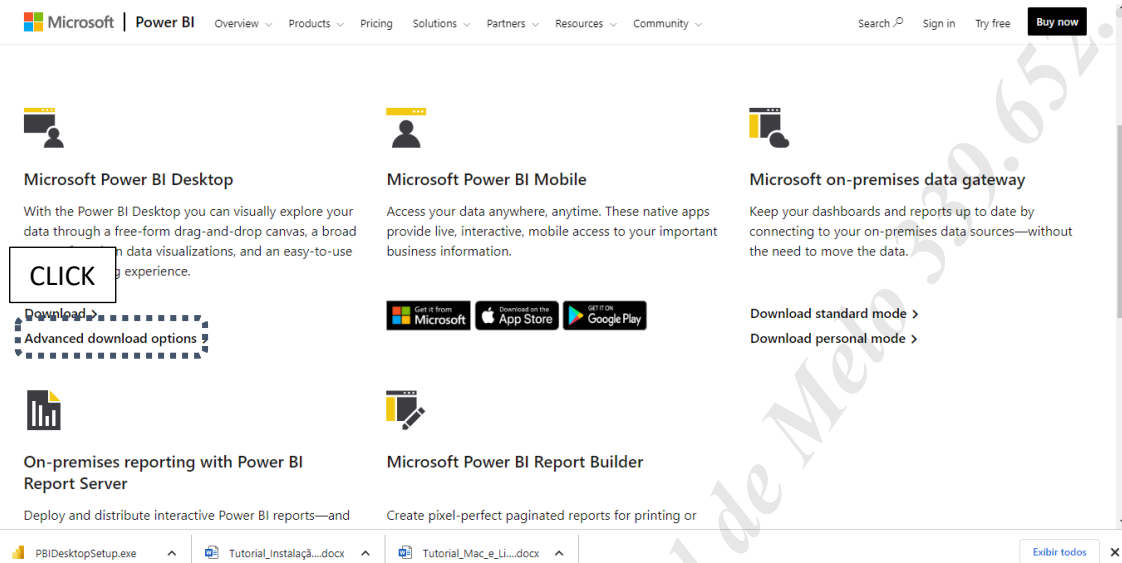 Microsoft | Power BI Overview Products Pricing Solutions Partners Resources Community Search Sign in Try free Buy now
Microsoft Power BI Desktop
With the Power BI Desktop you can visually explore your
data through a free-form drag-and-drop canvas, a broad
data visualizations, and an easy-to-use
experience.
CLICK
Download >
Advanced download options >
Microsoft Power BI Mobile
Access your data anywhere, anytime. These native apps
provide live, interactive, mobile access to your important
business information.
Get it from
Microsoft
Download on the
App Store
GET IT ON
Google Play
Microsoft on-premises data gateway
Keep your dashboards and reports up to date by
connecting to your on-premises data sources—without
the need to move the data.
Download standard mode >
Download personal mode >
On-premises reporting with Power BI
Report Server
Deploy and distribute interactive Power BI reports—and
Microsoft Power BI Report Builder
Create pixel-perfect paginated reports for printing or
PBIDesktopSetup.exe Tutorial_Instalaçã....docx Tutorial_Mac_e_Li....docx Exibir todos
de Melo 339.652.